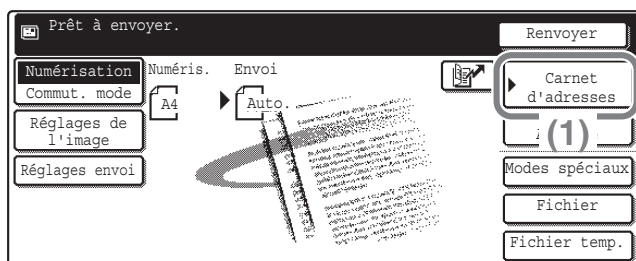 Prêt à envoyer.
Renvoyer
Numérisation
Commut. mode
Numéris.
Envoi
A4
Auto.
Carnet
d'adresses
(1)
Réglages de
l'image
Réglages envoi
Modes spéciaux
Fichier
Fichier temp.